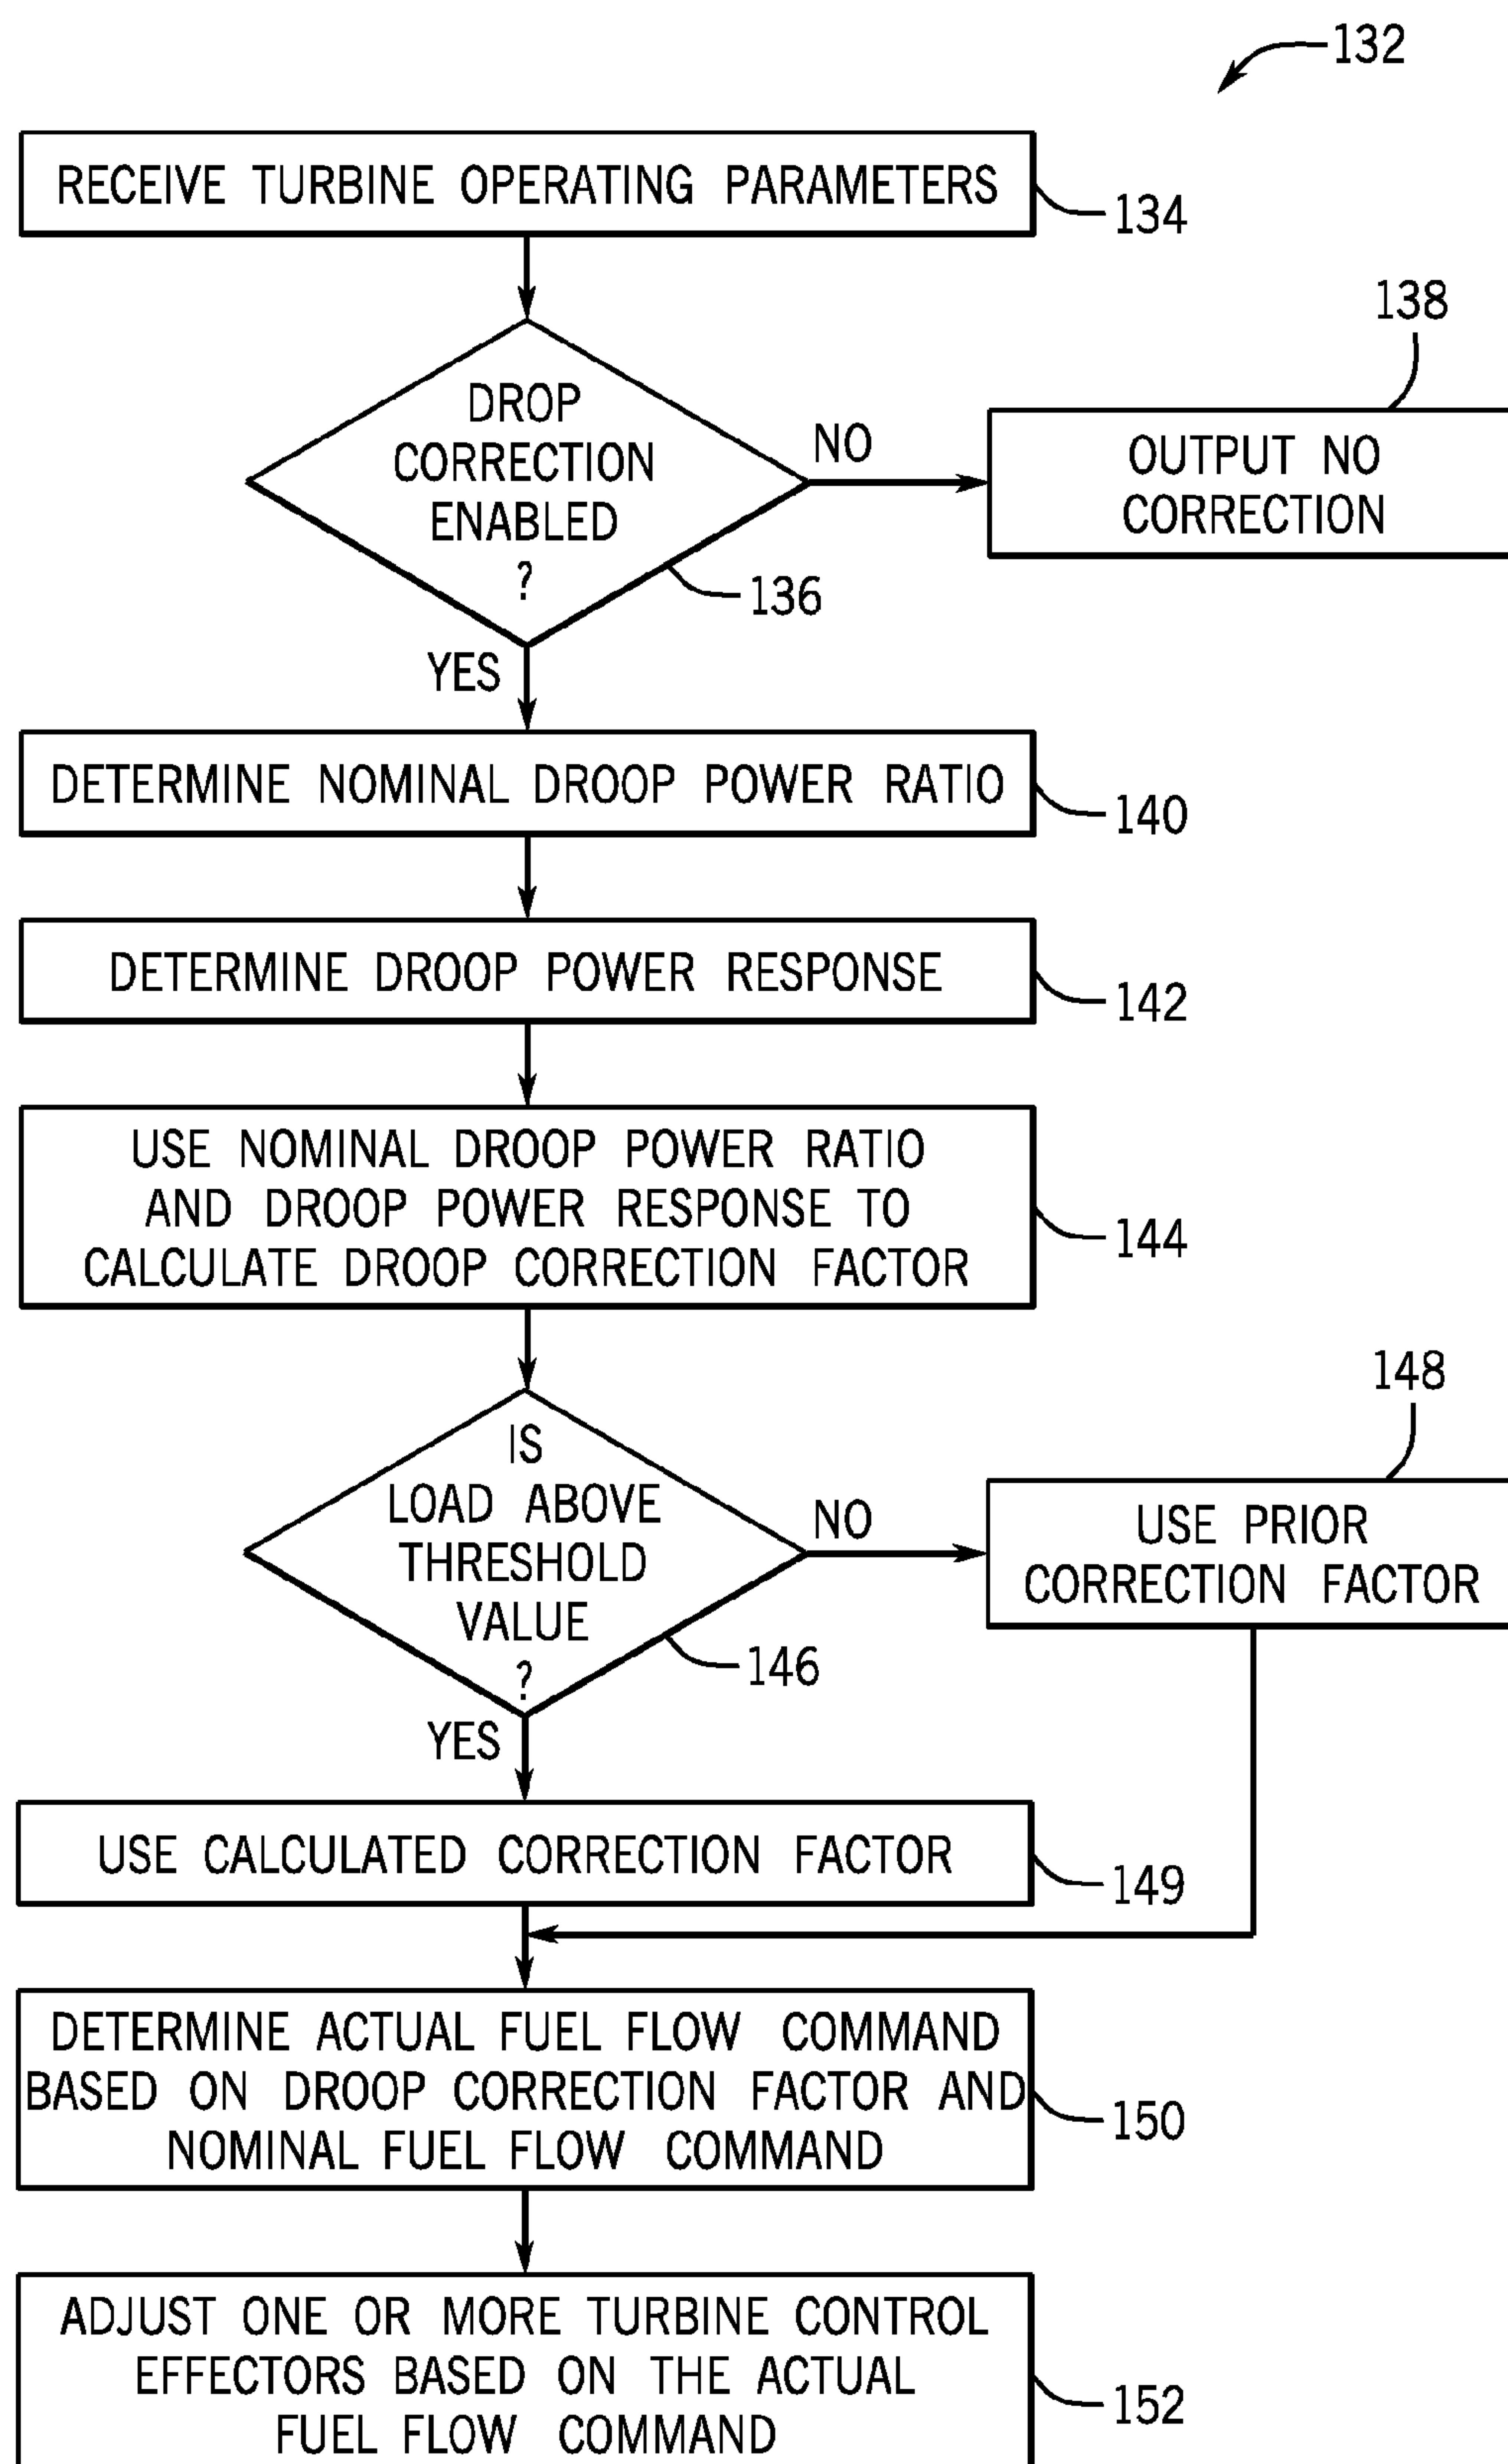 132
RECEIVE TURBINE OPERATING PARAMETERS
134
DROP
CORRECTION
ENABLED
?
136
NO
138
OUTPUT NO
CORRECTION
YES
DETERMINE NOMINAL DROOP POWER RATIO
140
DETERMINE DROOP POWER RESPONSE
142
USE NOMINAL DROOP POWER RATIO
AND DROOP POWER RESPONSE TO
CALCULATE DROOP CORRECTION FACTOR
144
IS
LOAD ABOVE
THRESHOLD
VALUE
?
146
NO
148
USE PRIOR
CORRECTION FACTOR
YES
USE CALCULATED CORRECTION FACTOR
149
DETERMINE ACTUAL FUEL FLOW COMMAND
BASED ON DROOP CORRECTION FACTOR AND
NOMINAL FUEL FLOW COMMAND
150
ADJUST ONE OR MORE TURBINE CONTROL
EFFECTORS BASED ON THE ACTUAL
FUEL FLOW COMMAND
152